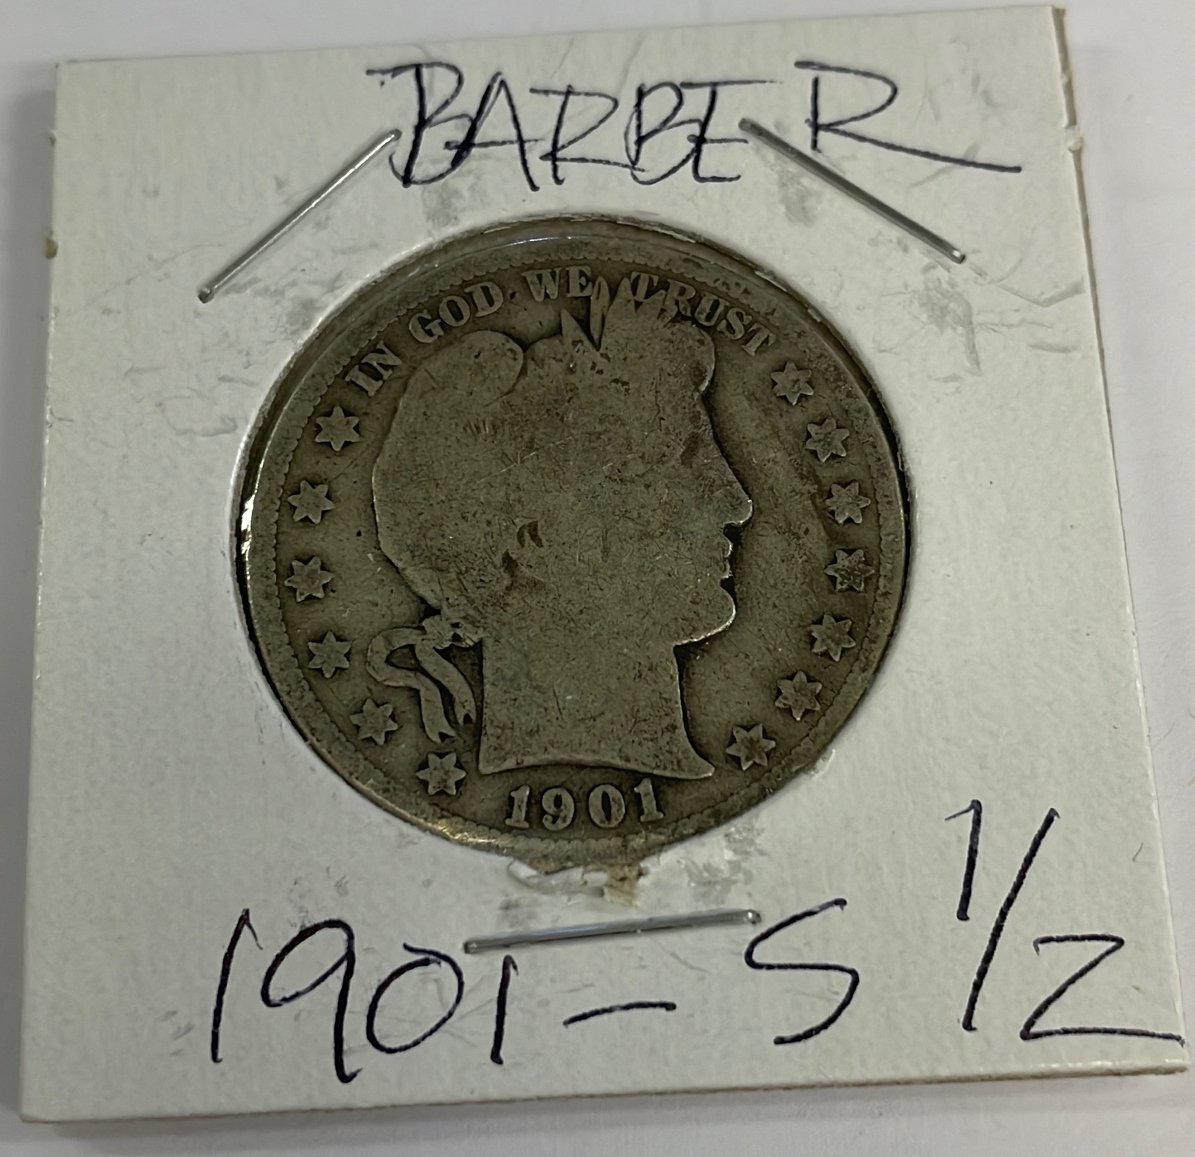 BARBER
IN GOD WE TRUST
1901
1901-S 1/2